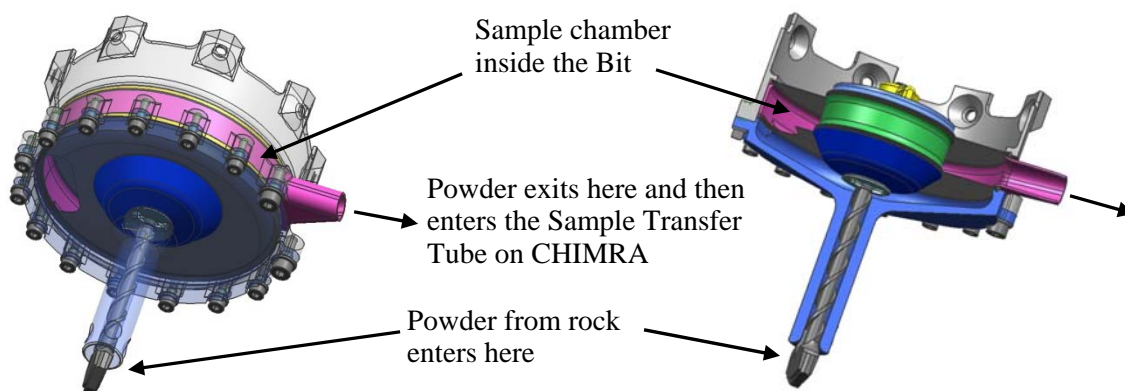 Sample chamber
inside the Bit
Powder exits here and then
enters the Sample Transfer
Tube on CHIMRA
Powder from rock
enters here